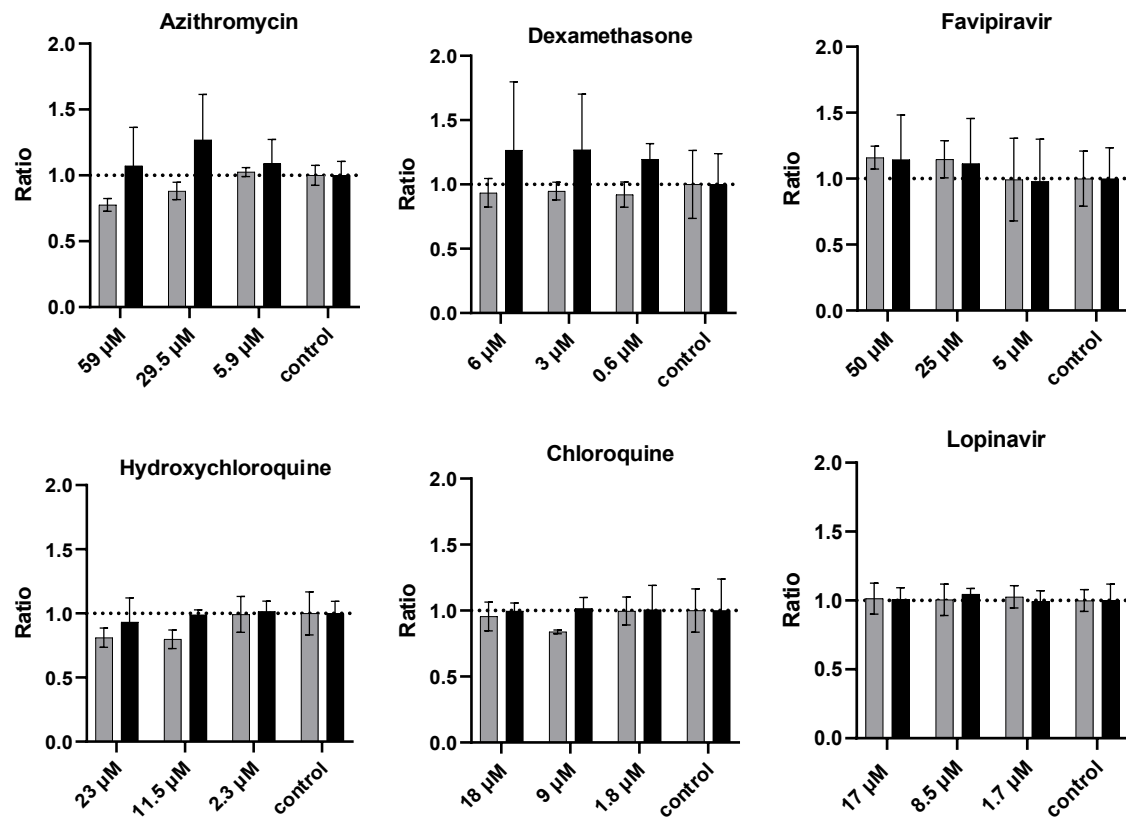 Azithromycin
2.0
1.5
1.0
0.5
0.0
Ratio
59 µM
29.5 µM
5.9 µM
control
Dexamethasone
2.0
1.5
1.0
0.5
0.0
Ratio
6 µM
3 µM
0.6 µM
control
Favipiravir
2.0
1.5
1.0
0.5
0.0
Ratio
50 µM
25 µM
5 µM
control
Hydroxychloroquine
2.0
1.5
1.0
0.5
0.0
Ratio
23 µM
11.5 µM
2.3 µM
control
Chloroquine
2.0
1.5
1.0
0.5
0.0
Ratio
18 µM
9 µM
1.8 µM
control
Lopinavir
2.0
1.5
1.0
0.5
0.0
Ratio
17 µM
8.5 µM
1.7 µM
control